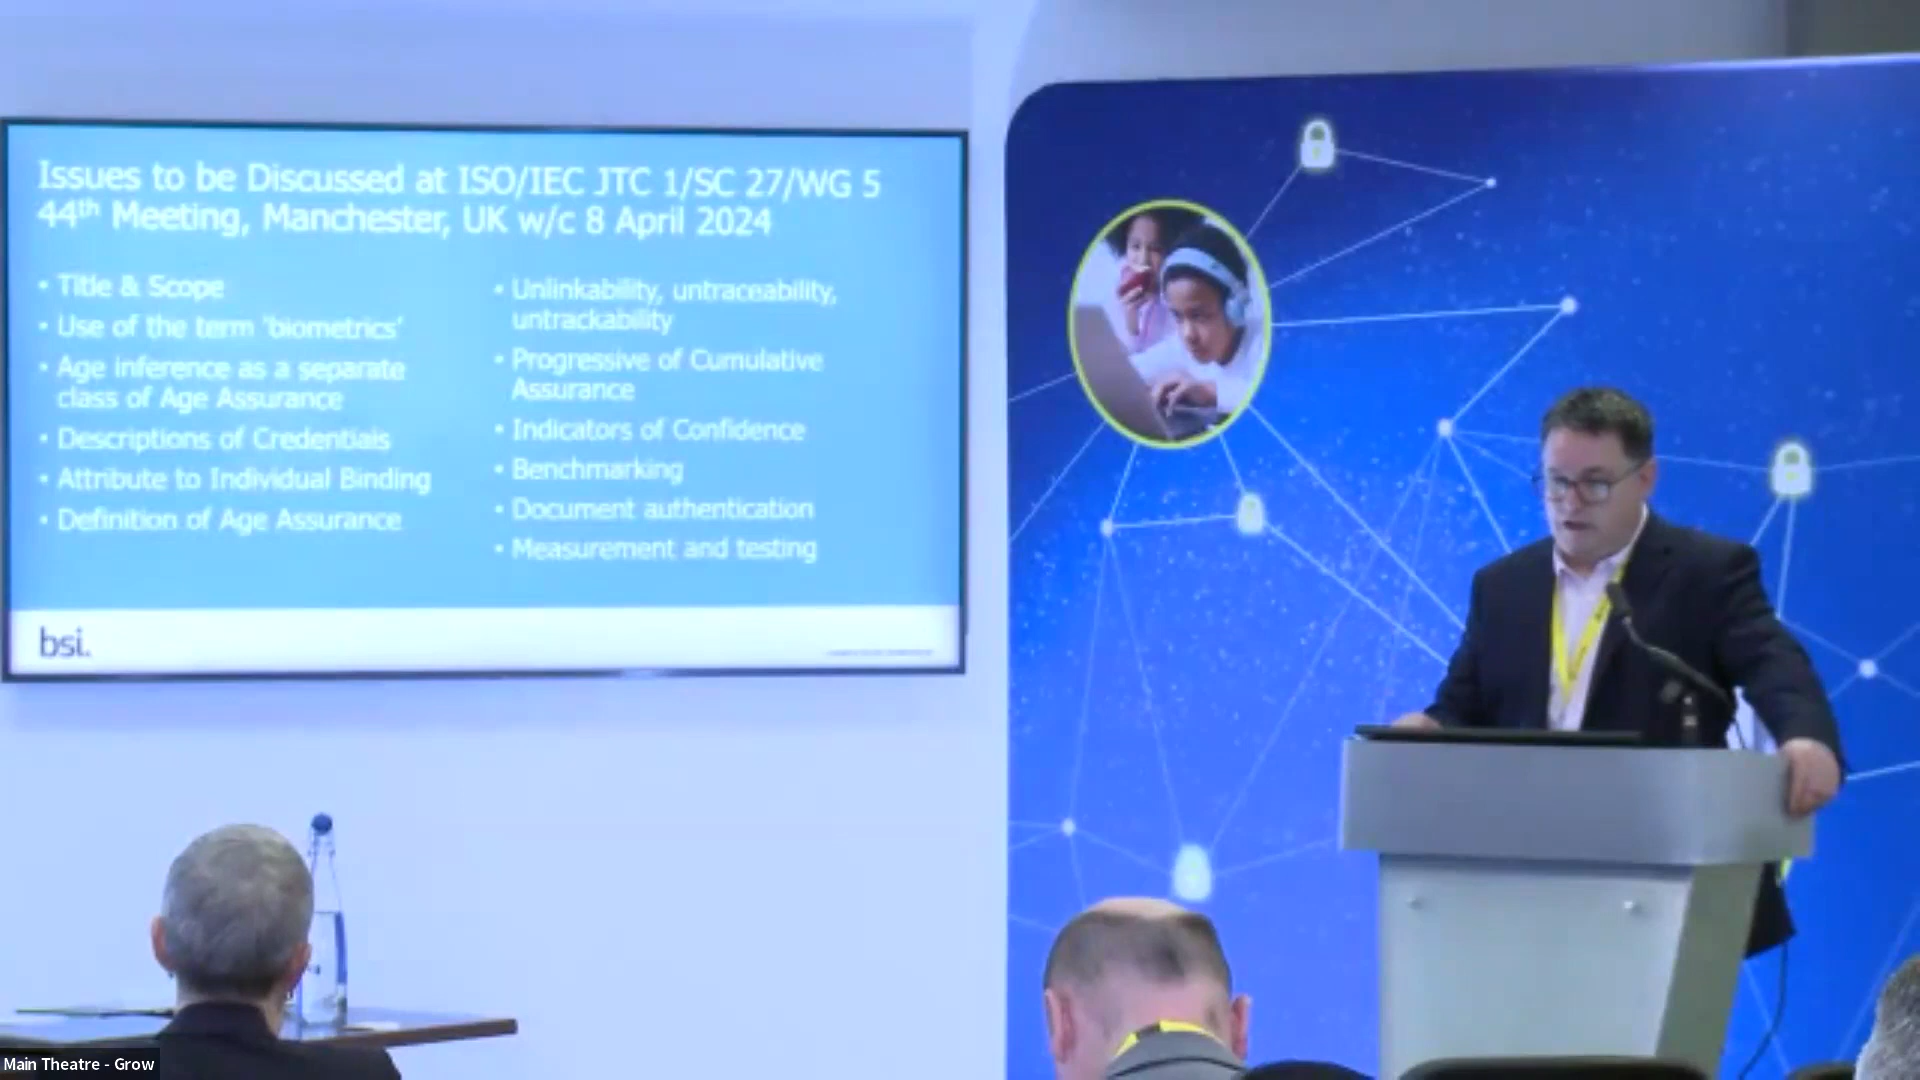 Issues to be Discussed at ISO/IEC JTC 1/SC 27/WG 5
44th Meeting, Manchester, UK w/c 8 April 2024
• Title & Scope
• Use of the term ‘biometrics’
• Age inference as a separate
class of Age Assurance
• Descriptions of Credentials
• Attribute to Individual Binding
• Definition of Age Assurance
• Unlinkability, untraceability,
untrackability
• Progressive of Cumulative
Assurance
• Indicators of Confidence
• Benchmarking
• Document authentication
• Measurement and testing
bsi.
Main Theatre - Grow